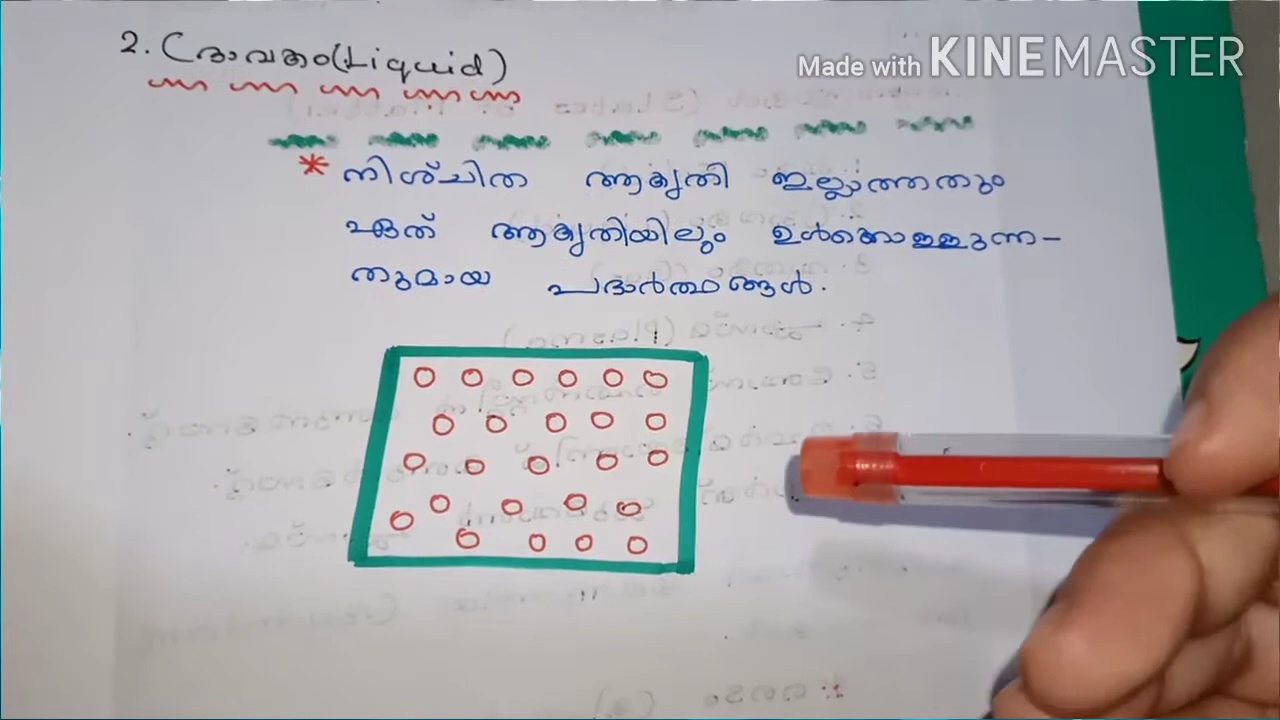 2. ദ്രാവകം(Liquid)
Made with KINEMASTER
* നിശ്ചിത ആകൃതി ഇല്ലാത്തതും
ഏത് ആകൃതിയിലും ഉൾക്കൊള്ളുന്ന-
തുമായ പദാർത്ഥങ്ങൾ.